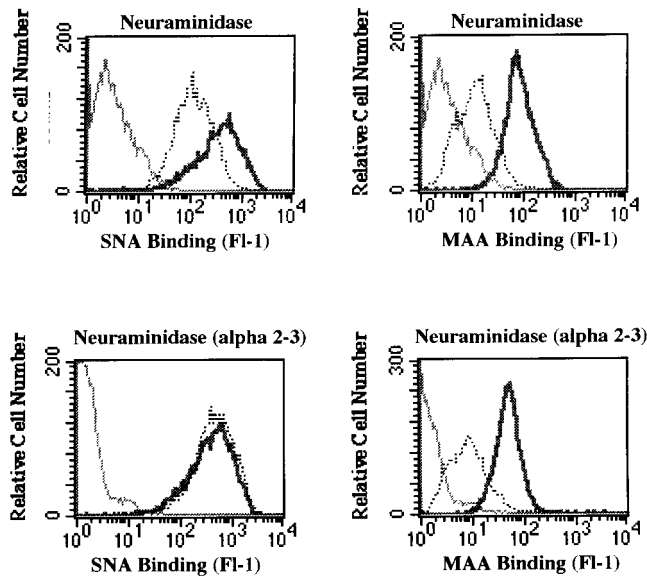 Neuraminidase
Relative Cell Number
200
0
10^0 10^1 10^2 10^3 10^4
SNA Binding (Fl-1)
Neuraminidase
Relative Cell Number
200
0
10^0 10^1 10^2 10^3 10^4
MAA Binding (Fl-1)
Neuraminidase (alpha 2-3)
Relative Cell Number
200
0
10^0 10^1 10^2 10^3 10^4
SNA Binding (Fl-1)
Neuraminidase (alpha 2-3)
Relative Cell Number
300
0
10^0 10^1 10^2 10^3 10^4
MAA Binding (Fl-1)